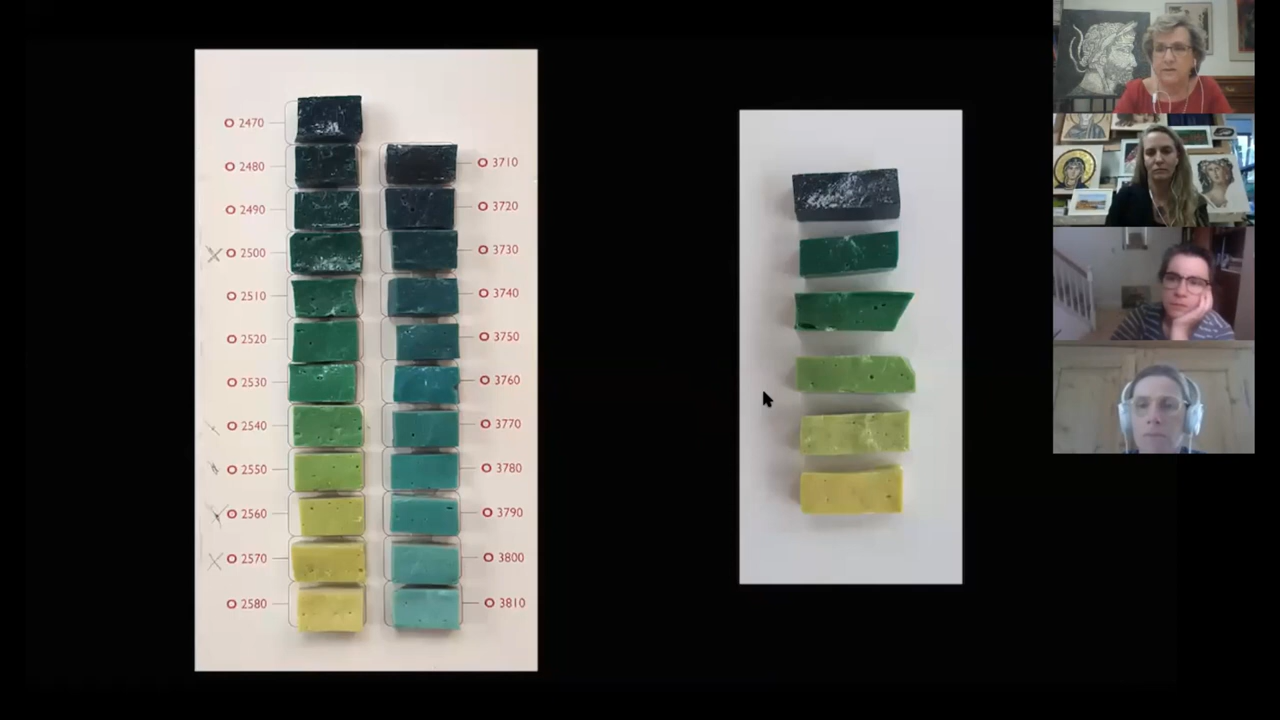 O 2470
O 2480
O 3710
O 2490
O 3720
X O 2500
O 3730
O 2510
O 3740
O 2520
O 3750
O 2530
O 3760
O 2540
O 3770
O 2550
O 3780
O 2560
O 3790
X O 2570
O 3800
O 2580
O 3810